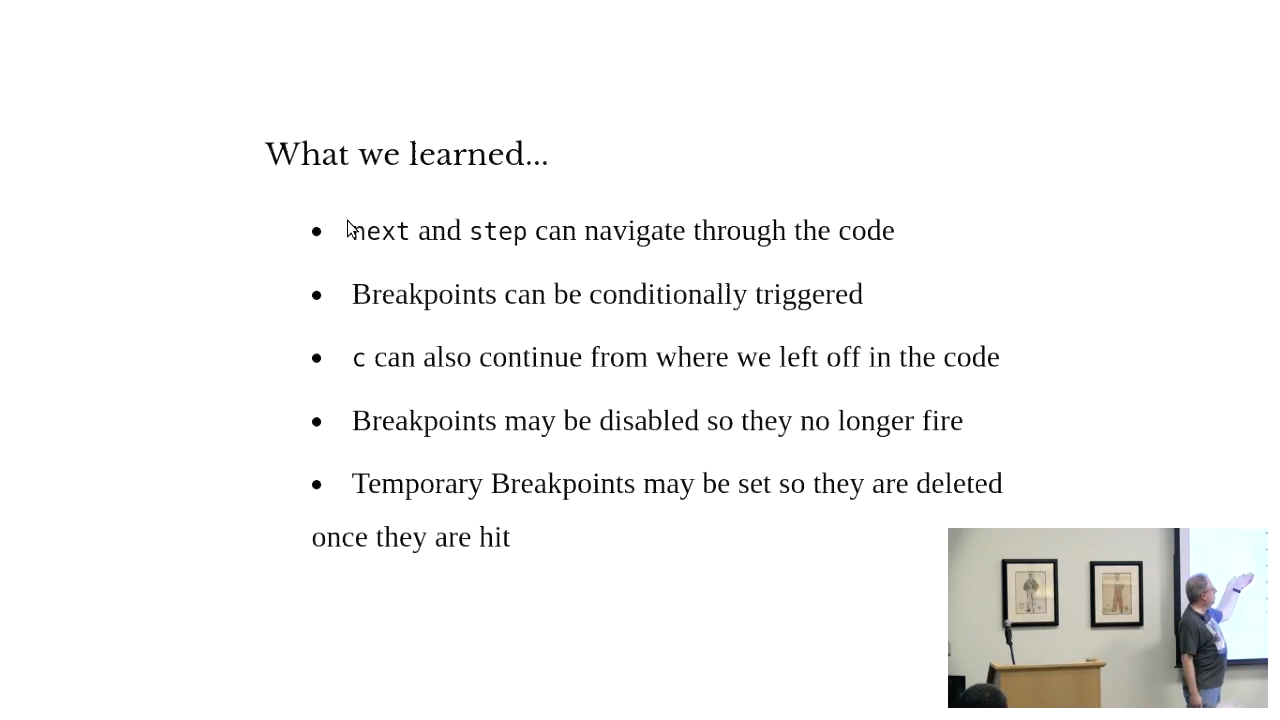 What we learned...
next and step can navigate through the code
Breakpoints can be conditionally triggered
c can also continue from where we left off in the code
Breakpoints may be disabled so they no longer fire
Temporary Breakpoints may be set so they are deleted
once they are hit